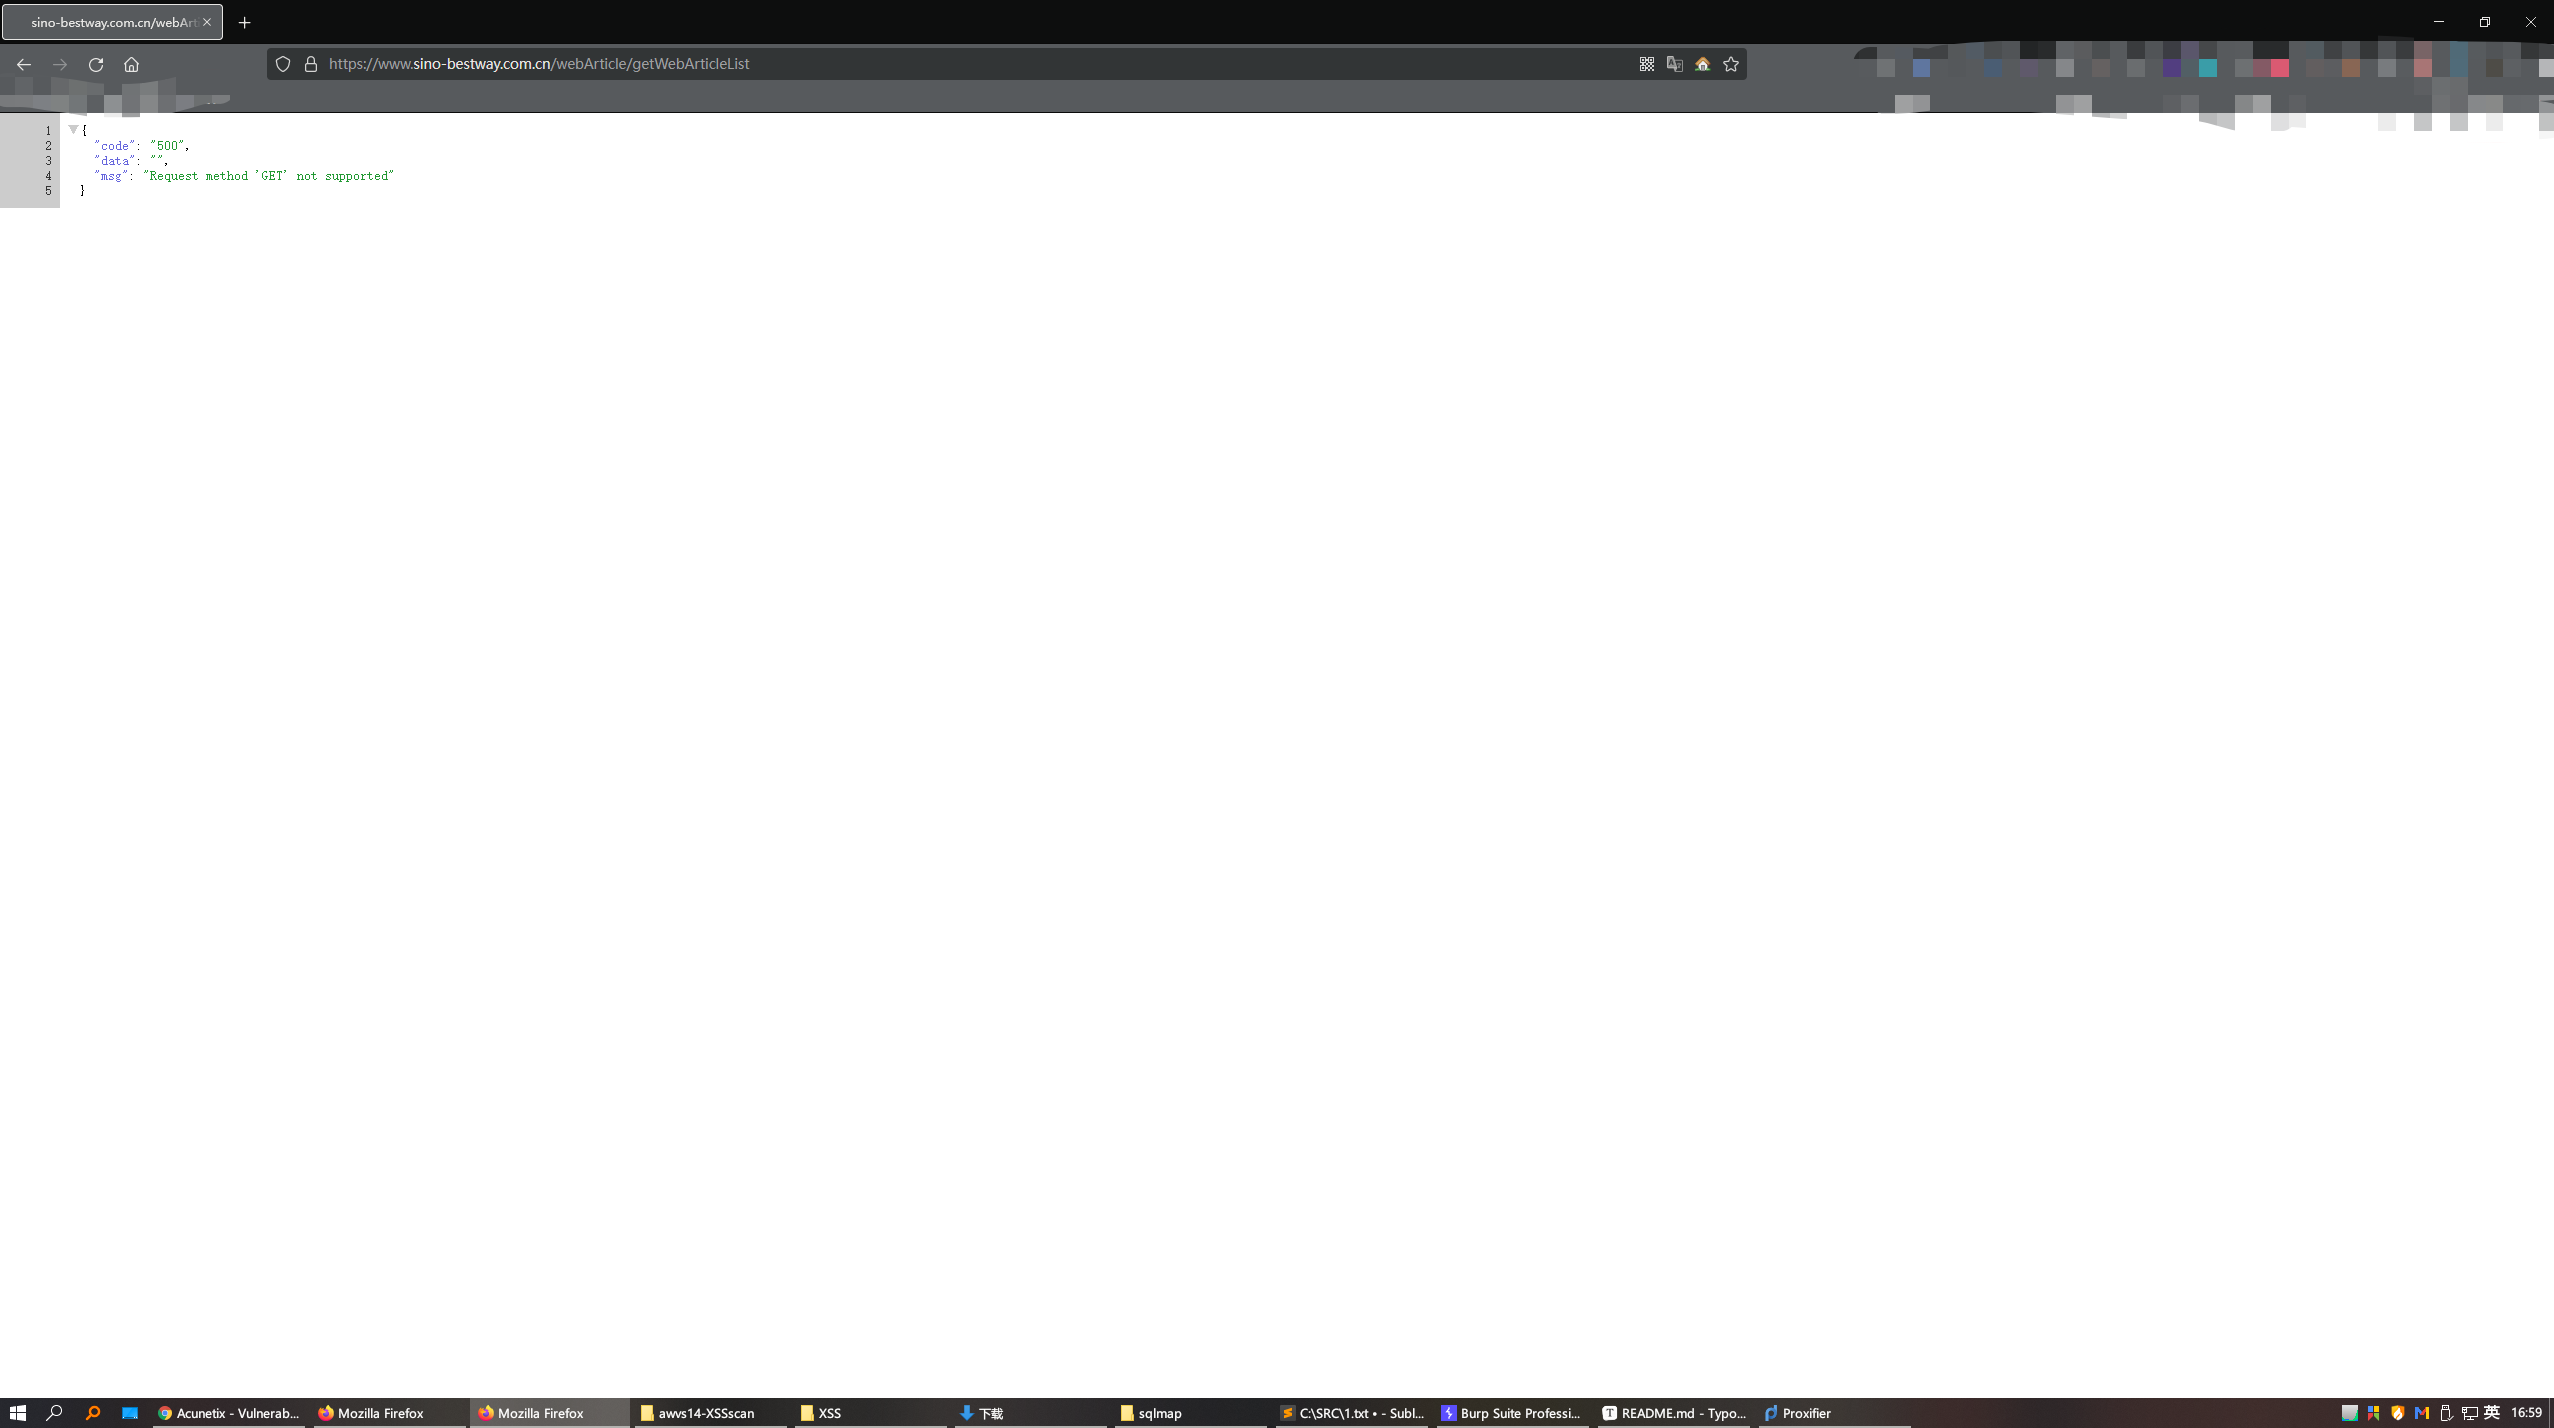 sino-bestway.com.cn/webArt
https://www.sino-bestway.com.cn/webArticle/getWebArticleList
1 {
2 "code": "500",
3 "data": "",
4 "msg": "Request method 'GET' not supported"
5 }
Acunetix - Vulnerab...
Mozilla Firefox
Mozilla Firefox
awvs14-XSSscan
XSS
下载
sqlmap
C:\SRC\1.txt • - Subl...
Burp Suite Professi...
README.md - Typo...
Proxifier
英
16:59